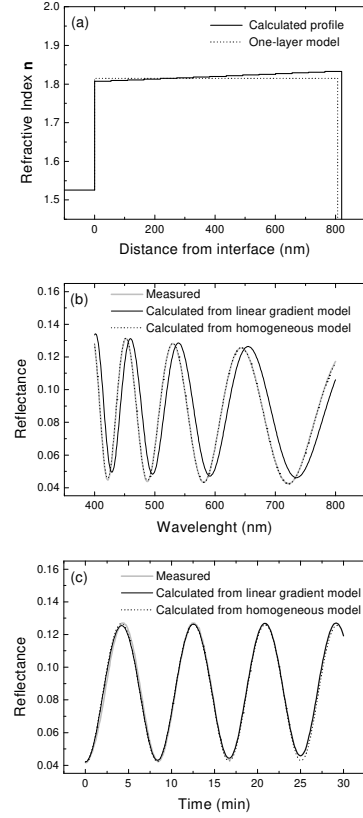 (a)
Calculated profile
One-layer model
Refractive Index n
2.0
1.9
1.8
1.7
1.6
1.5
0 200 400 600 800
Distance from interface (nm)
(b)
Measured
Calculated from linear gradient model
Calculated from homogeneous model
Reflectance
0.16
0.14
0.12
0.10
0.08
0.06
0.04
400 450 500 550 600 650 700 750 800
Wavelenght (nm)
(c)
Measured
Calculated from linear gradient model
Calculated from homogeneous model
Reflectance
0.16
0.14
0.12
0.10
0.08
0.06
0.04
0 5 10 15 20 25 30
Time (min)